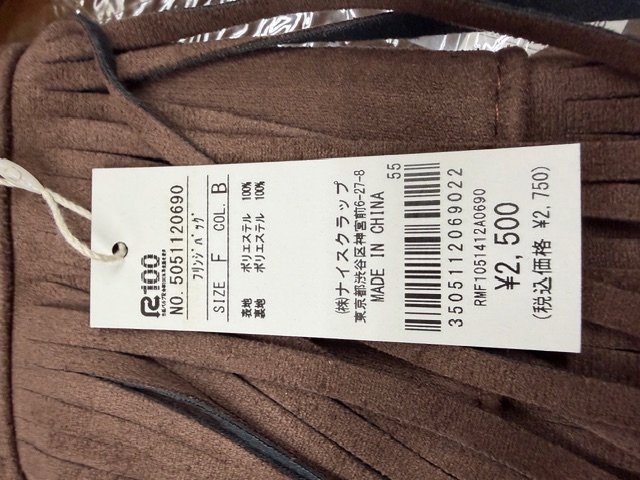 R100
NO. 5051120690
フリンジ バッグ
SIZE F COL. B
表地 ポリエステル 100%
裏地 ポリエステル 100%
(株)ナイスクラップ
東京都渋谷区神宮前6-27-8
MADE IN CHINA
55
3505112069022
RMF1051412A0690
¥2,500
(税込価格 ¥2,750)